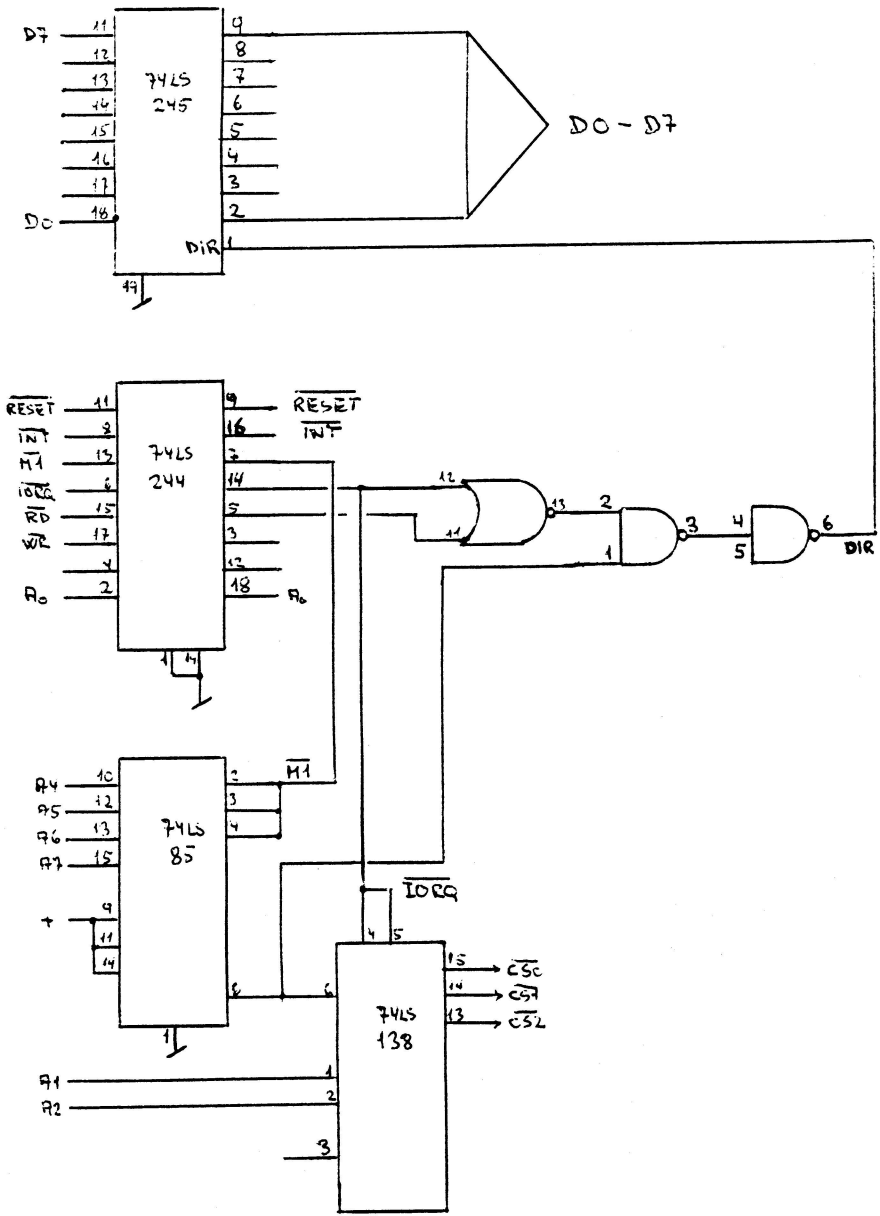 D7 11 9
12 8
13 74LS 7
14 245 6
15 5
16 4
17 3
D0 18 2
DIR 1
19
D0 - D7
RESET 11 9 RESET
INT 8 16 INT
M1 13 74LS 7
IORQ 6 244 14
RD 15 5
WR 17 3
4 12
A0 2 18 A0
1 19
12 13
11
2 3
1
4 6
5 DIR
A4 10 2 M1
A5 12 3
A6 13 74LS 4
A7 15 85
+ 9
11
14
1
IORQ
4 5
6 74LS 15 CS0
138 14 CS1
13 CS2
A1 1
A2 2
3